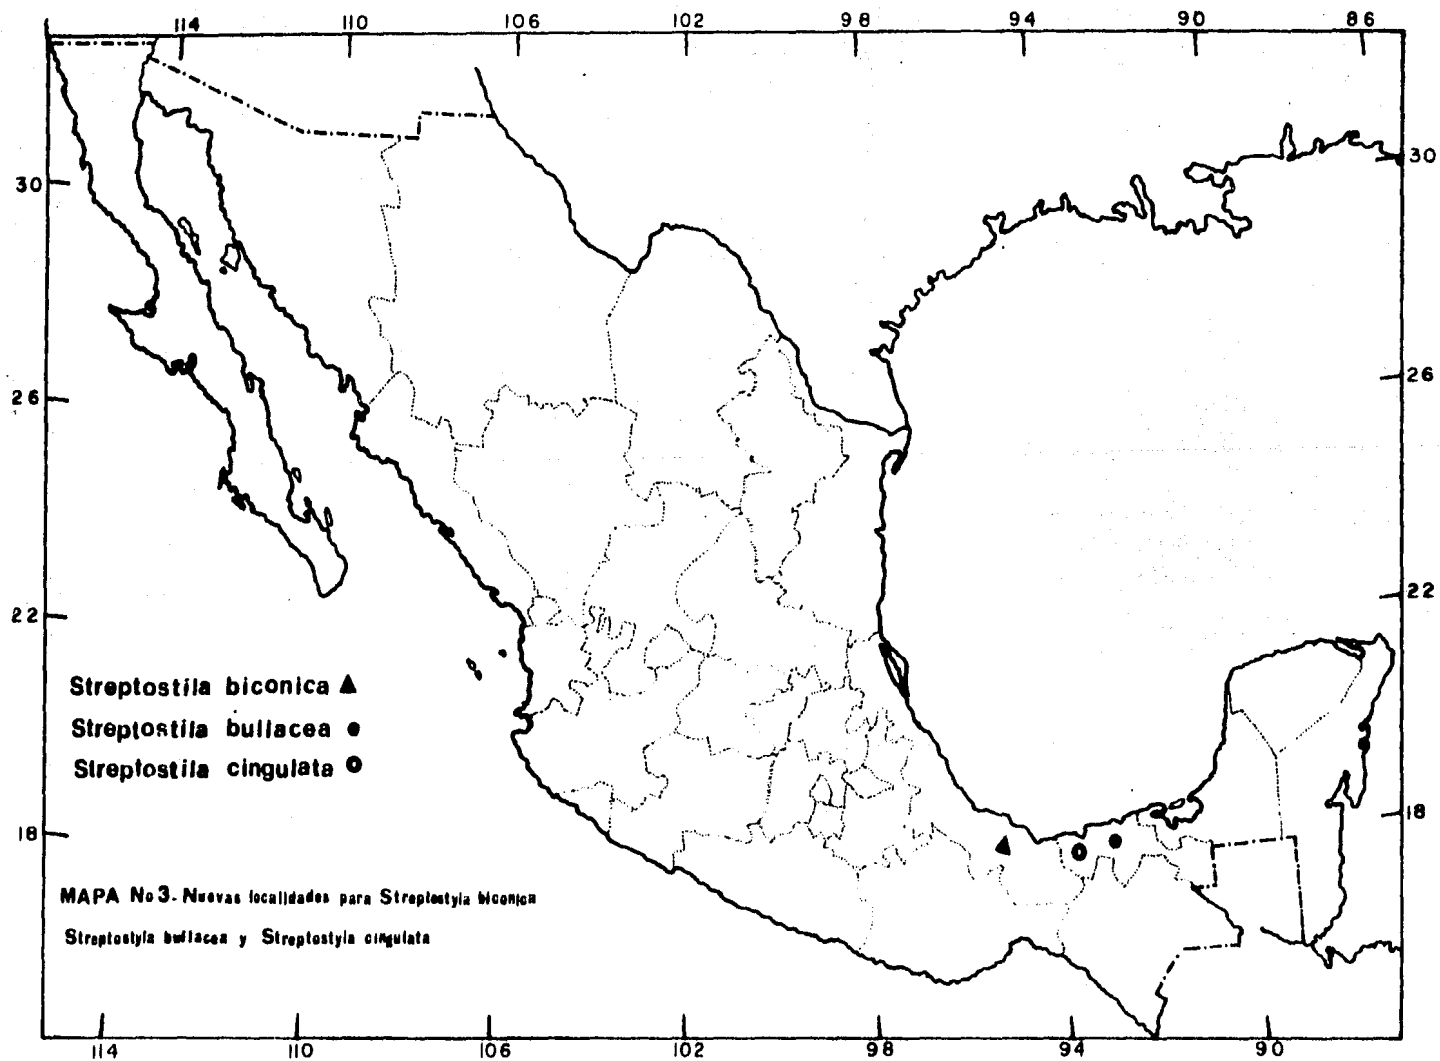 114 110 106 102 98 94 90 86
30 30
26 26
22 22
Streptostila biconica
Streptostila bullacea
Streptostila cingulata
18 18
MAPA No 3. Nuevas localidades para Streptostyla biconica
Streptostyla bullacea y Streptostyla cingulata
114 110 106 102 98 94 90